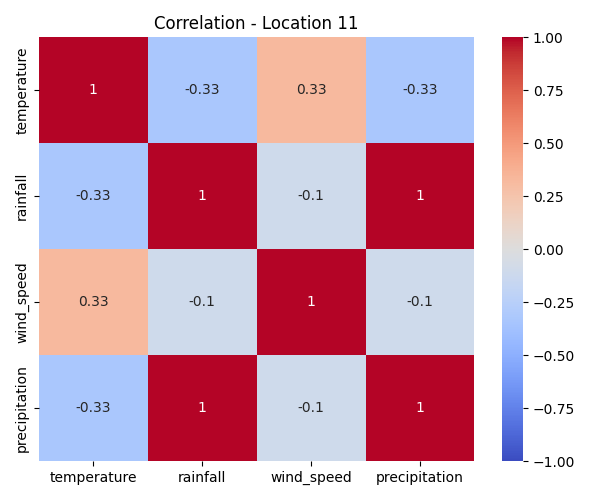 Correlation - Location 11
temperature 1 -0.33 0.33 -0.33
rainfall -0.33 1 -0.1 1
wind_speed 0.33 -0.1 1 -0.1
precipitation -0.33 1 -0.1 1
temperature rainfall wind_speed precipitation
1.00
0.75
0.50
0.25
0.00
−0.25
−0.50
−0.75
−1.00